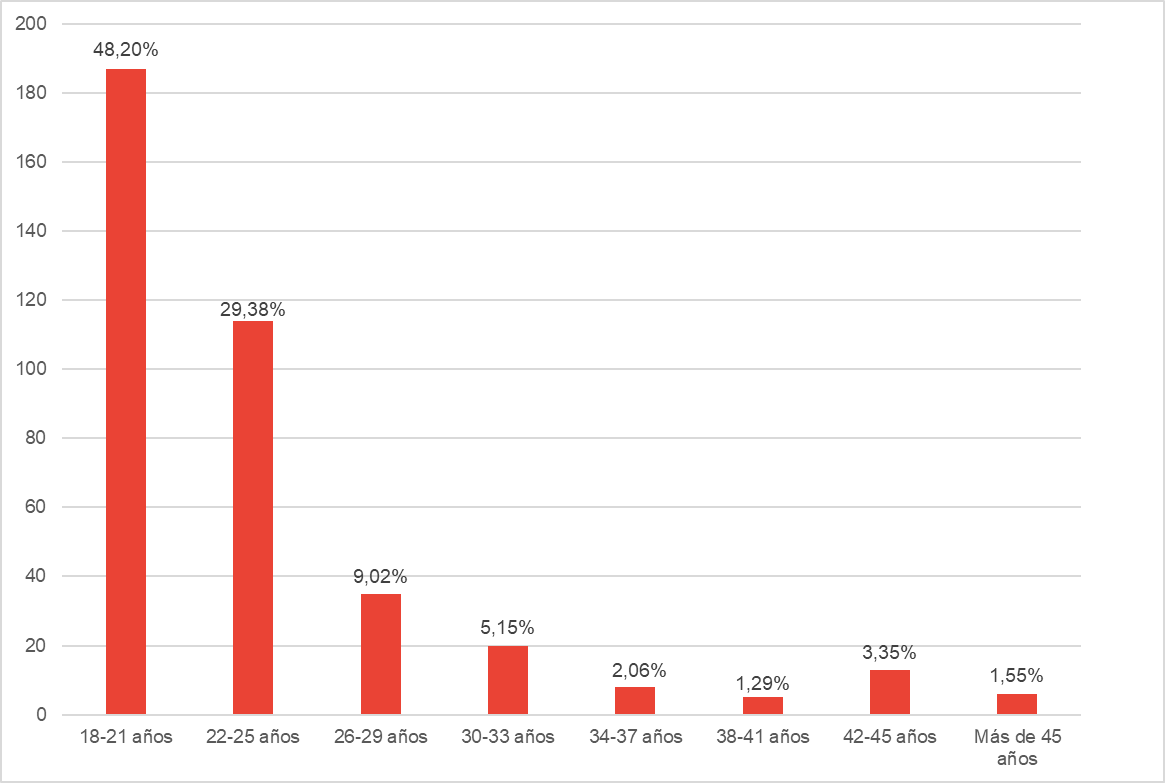 200
180
160
140
120
100
80
60
40
20
0
48,20%
29,38%
9,02%
5,15%
2,06%
1,29%
3,35%
1,55%
18-21 años
22-25 años
26-29 años
30-33 años
34-37 años
38-41 años
42-45 años
Más de 45
años